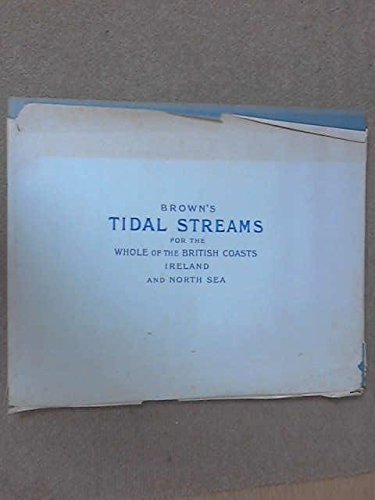 BROWN'S
TIDAL STREAMS
FOR THE
WHOLE OF THE BRITISH COASTS
IRELAND
AND NORTH SEA